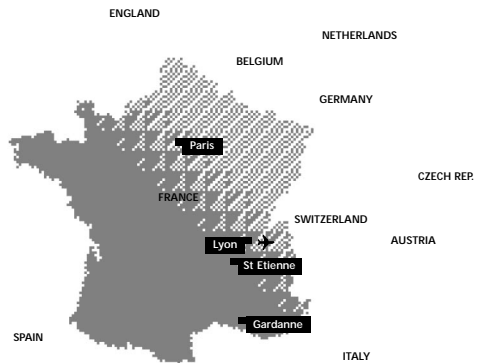 ENGLAND
NETHERLANDS
BELGIUM
GERMANY
Paris
CZECH REP.
FRANCE
SWITZERLAND
Lyon
AUSTRIA
St Etienne
Gardanne
SPAIN
ITALY